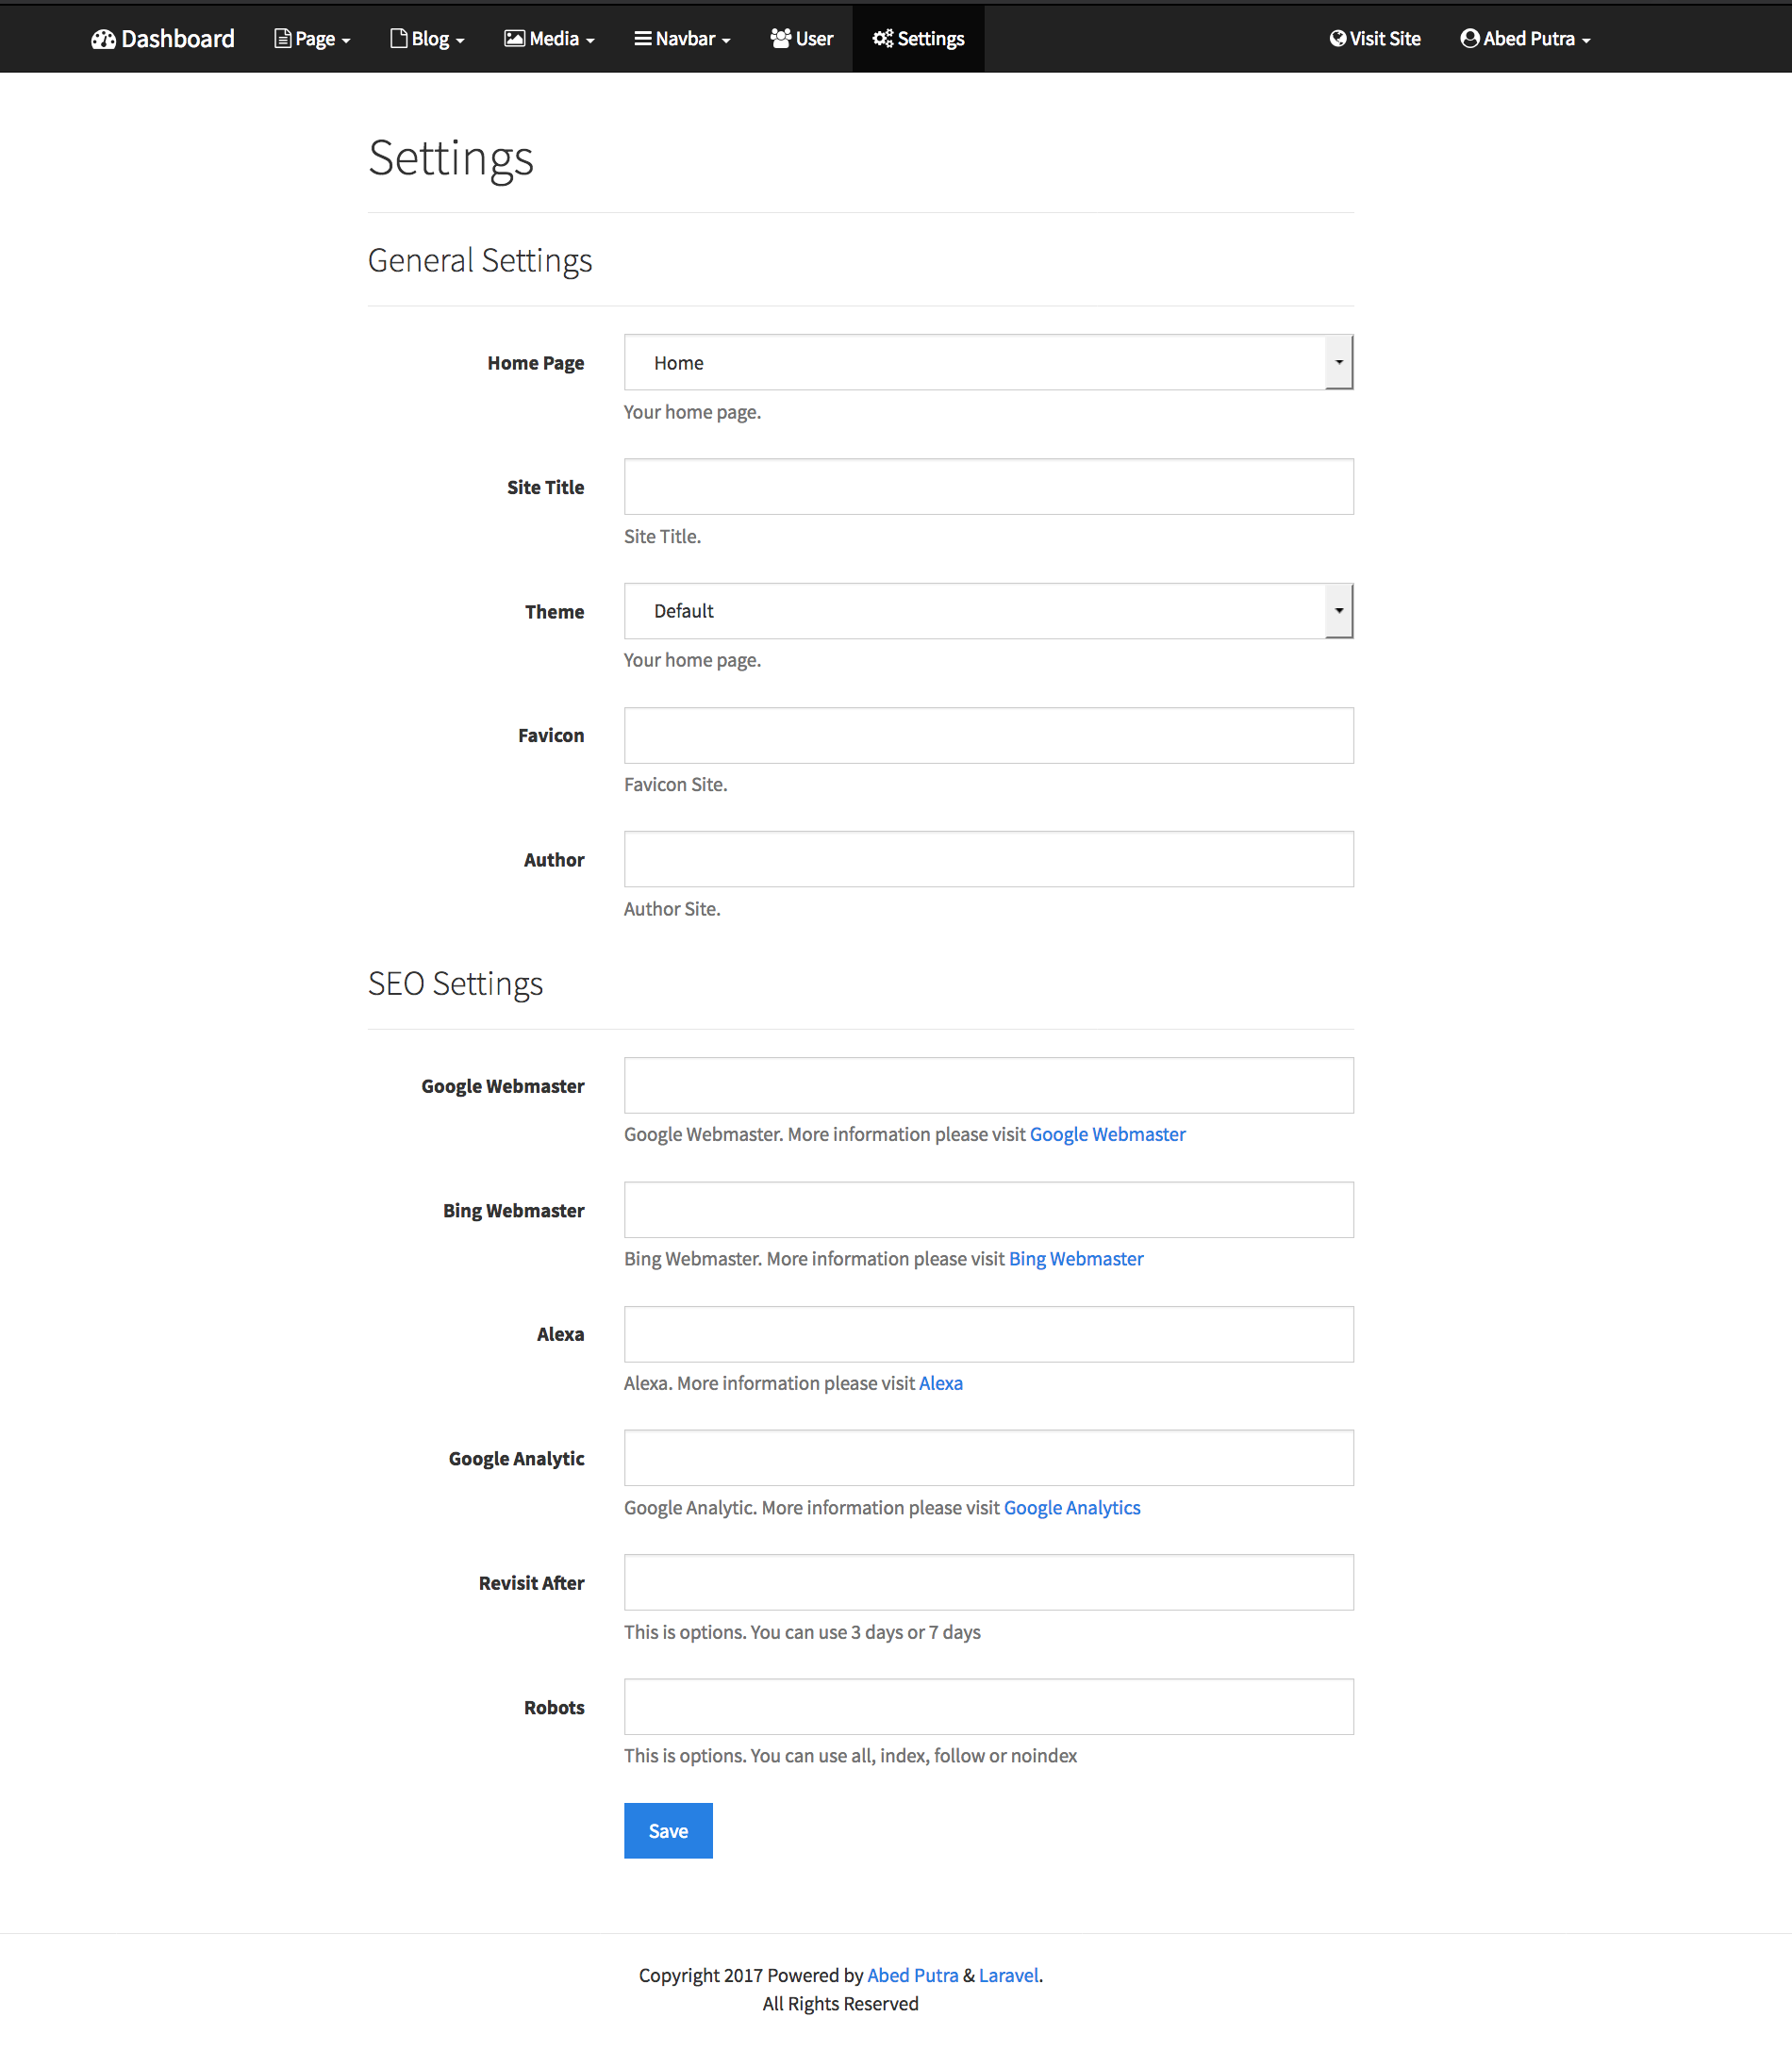 Dashboard Page Blog Media Navbar User Settings Visit Site Abed Putra
Settings
General Settings
Home Page Home
Your home page.
Site Title
Site Title.
Theme Default
Your home page.
Favicon
Favicon Site.
Author
Author Site.
SEO Settings
Google Webmaster
Google Webmaster. More information please visit Google Webmaster
Bing Webmaster
Bing Webmaster. More information please visit Bing Webmaster
Alexa
Alexa. More information please visit Alexa
Google Analytic
Google Analytic. More information please visit Google Analytics
Revisit After
This is options. You can use 3 days or 7 days
Robots
This is options. You can use all, index, follow or noindex
Save
Copyright 2017 Powered by Abed Putra & Laravel.
All Rights Reserved